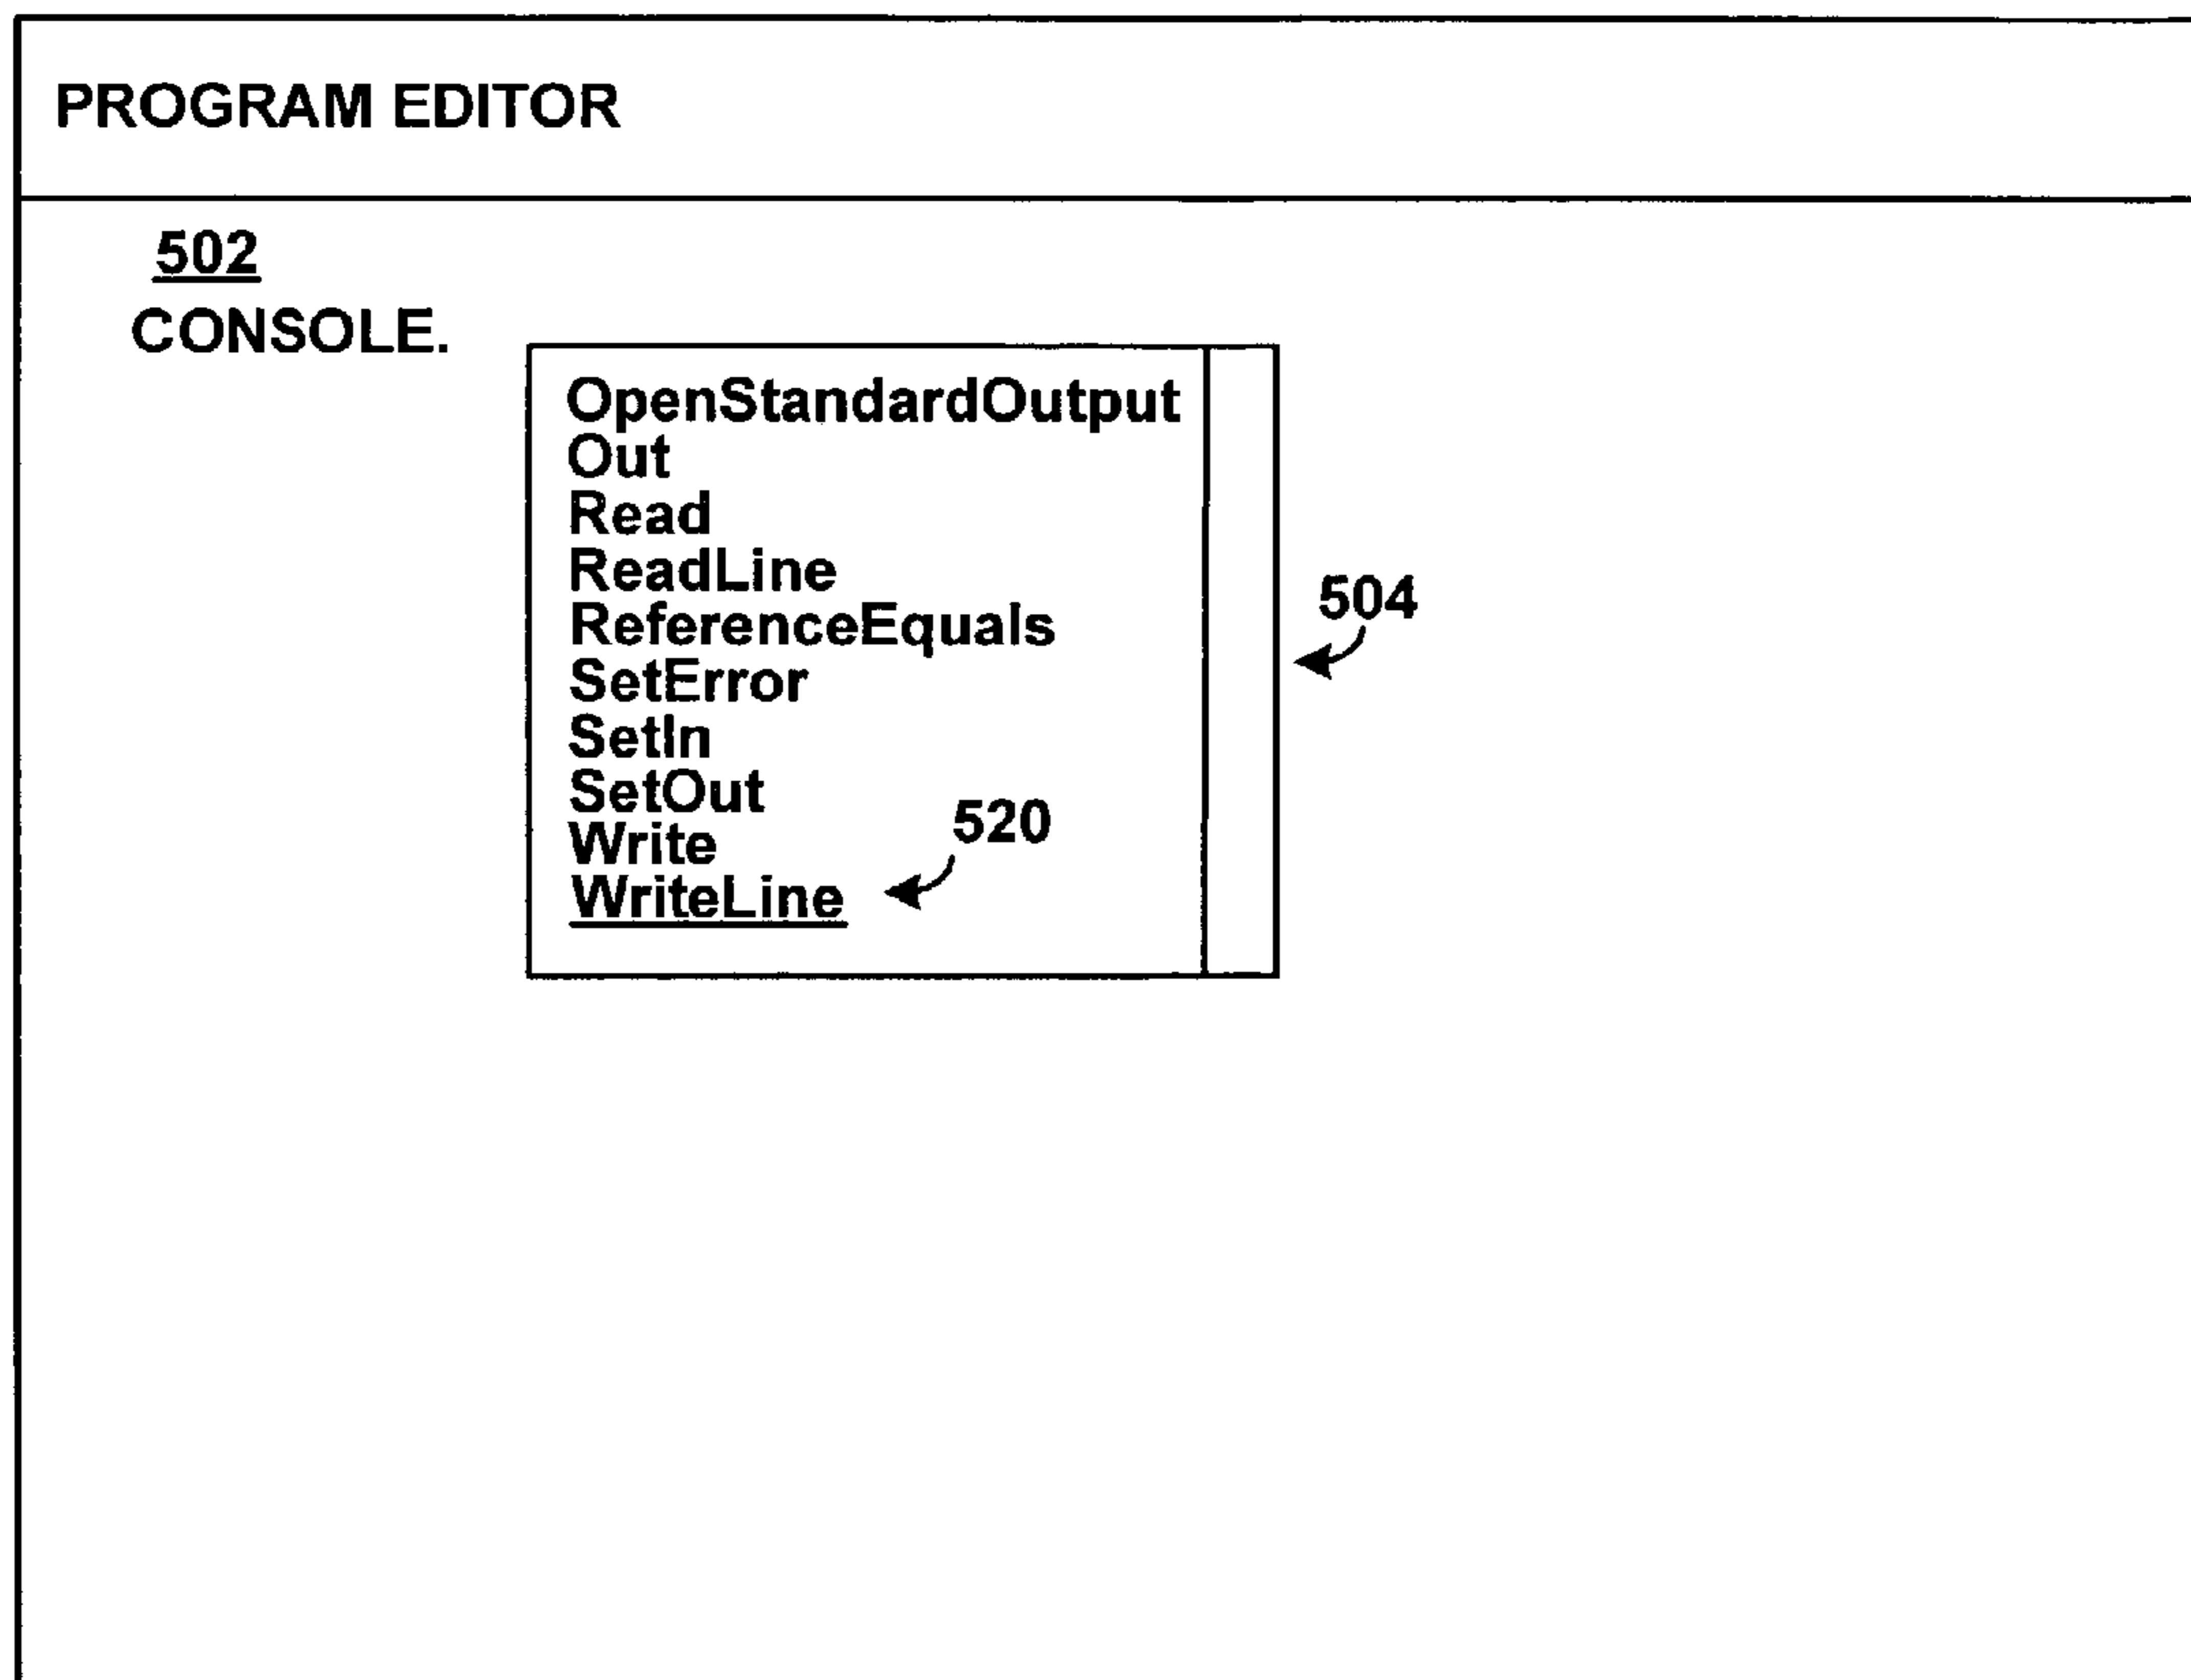 PROGRAM EDITOR
502
CONSOLE.
OpenStandardOutput
Out
Read
ReadLine
ReferenceEquals
504
SetError
SetIn
SetOut
520
Write
WriteLine